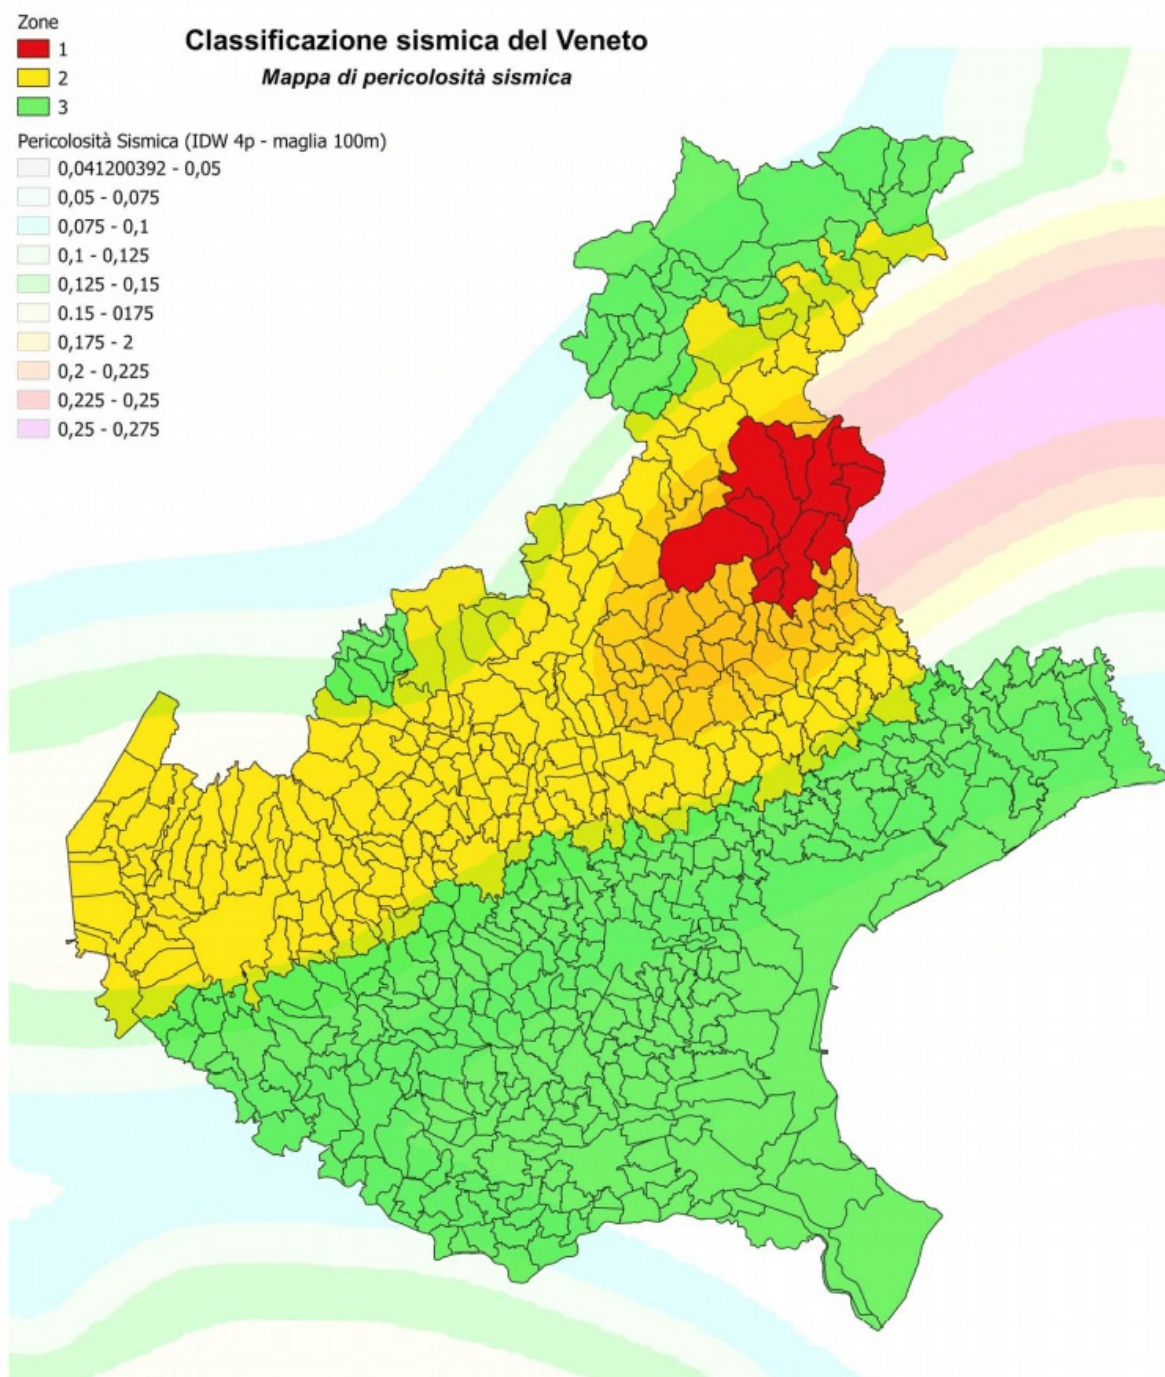 Zone
1
2
3
Classificazione sismica del Veneto
Mappa di pericolosità sismica
Pericolosità Sismica (IDW 4p - maglia 100m)
0,041200392 - 0,05
0,05 - 0,075
0,075 - 0,1
0,1 - 0,125
0,125 - 0,15
0.15 - 0175
0,175 - 2
0,2 - 0,225
0,225 - 0,25
0,25 - 0,275